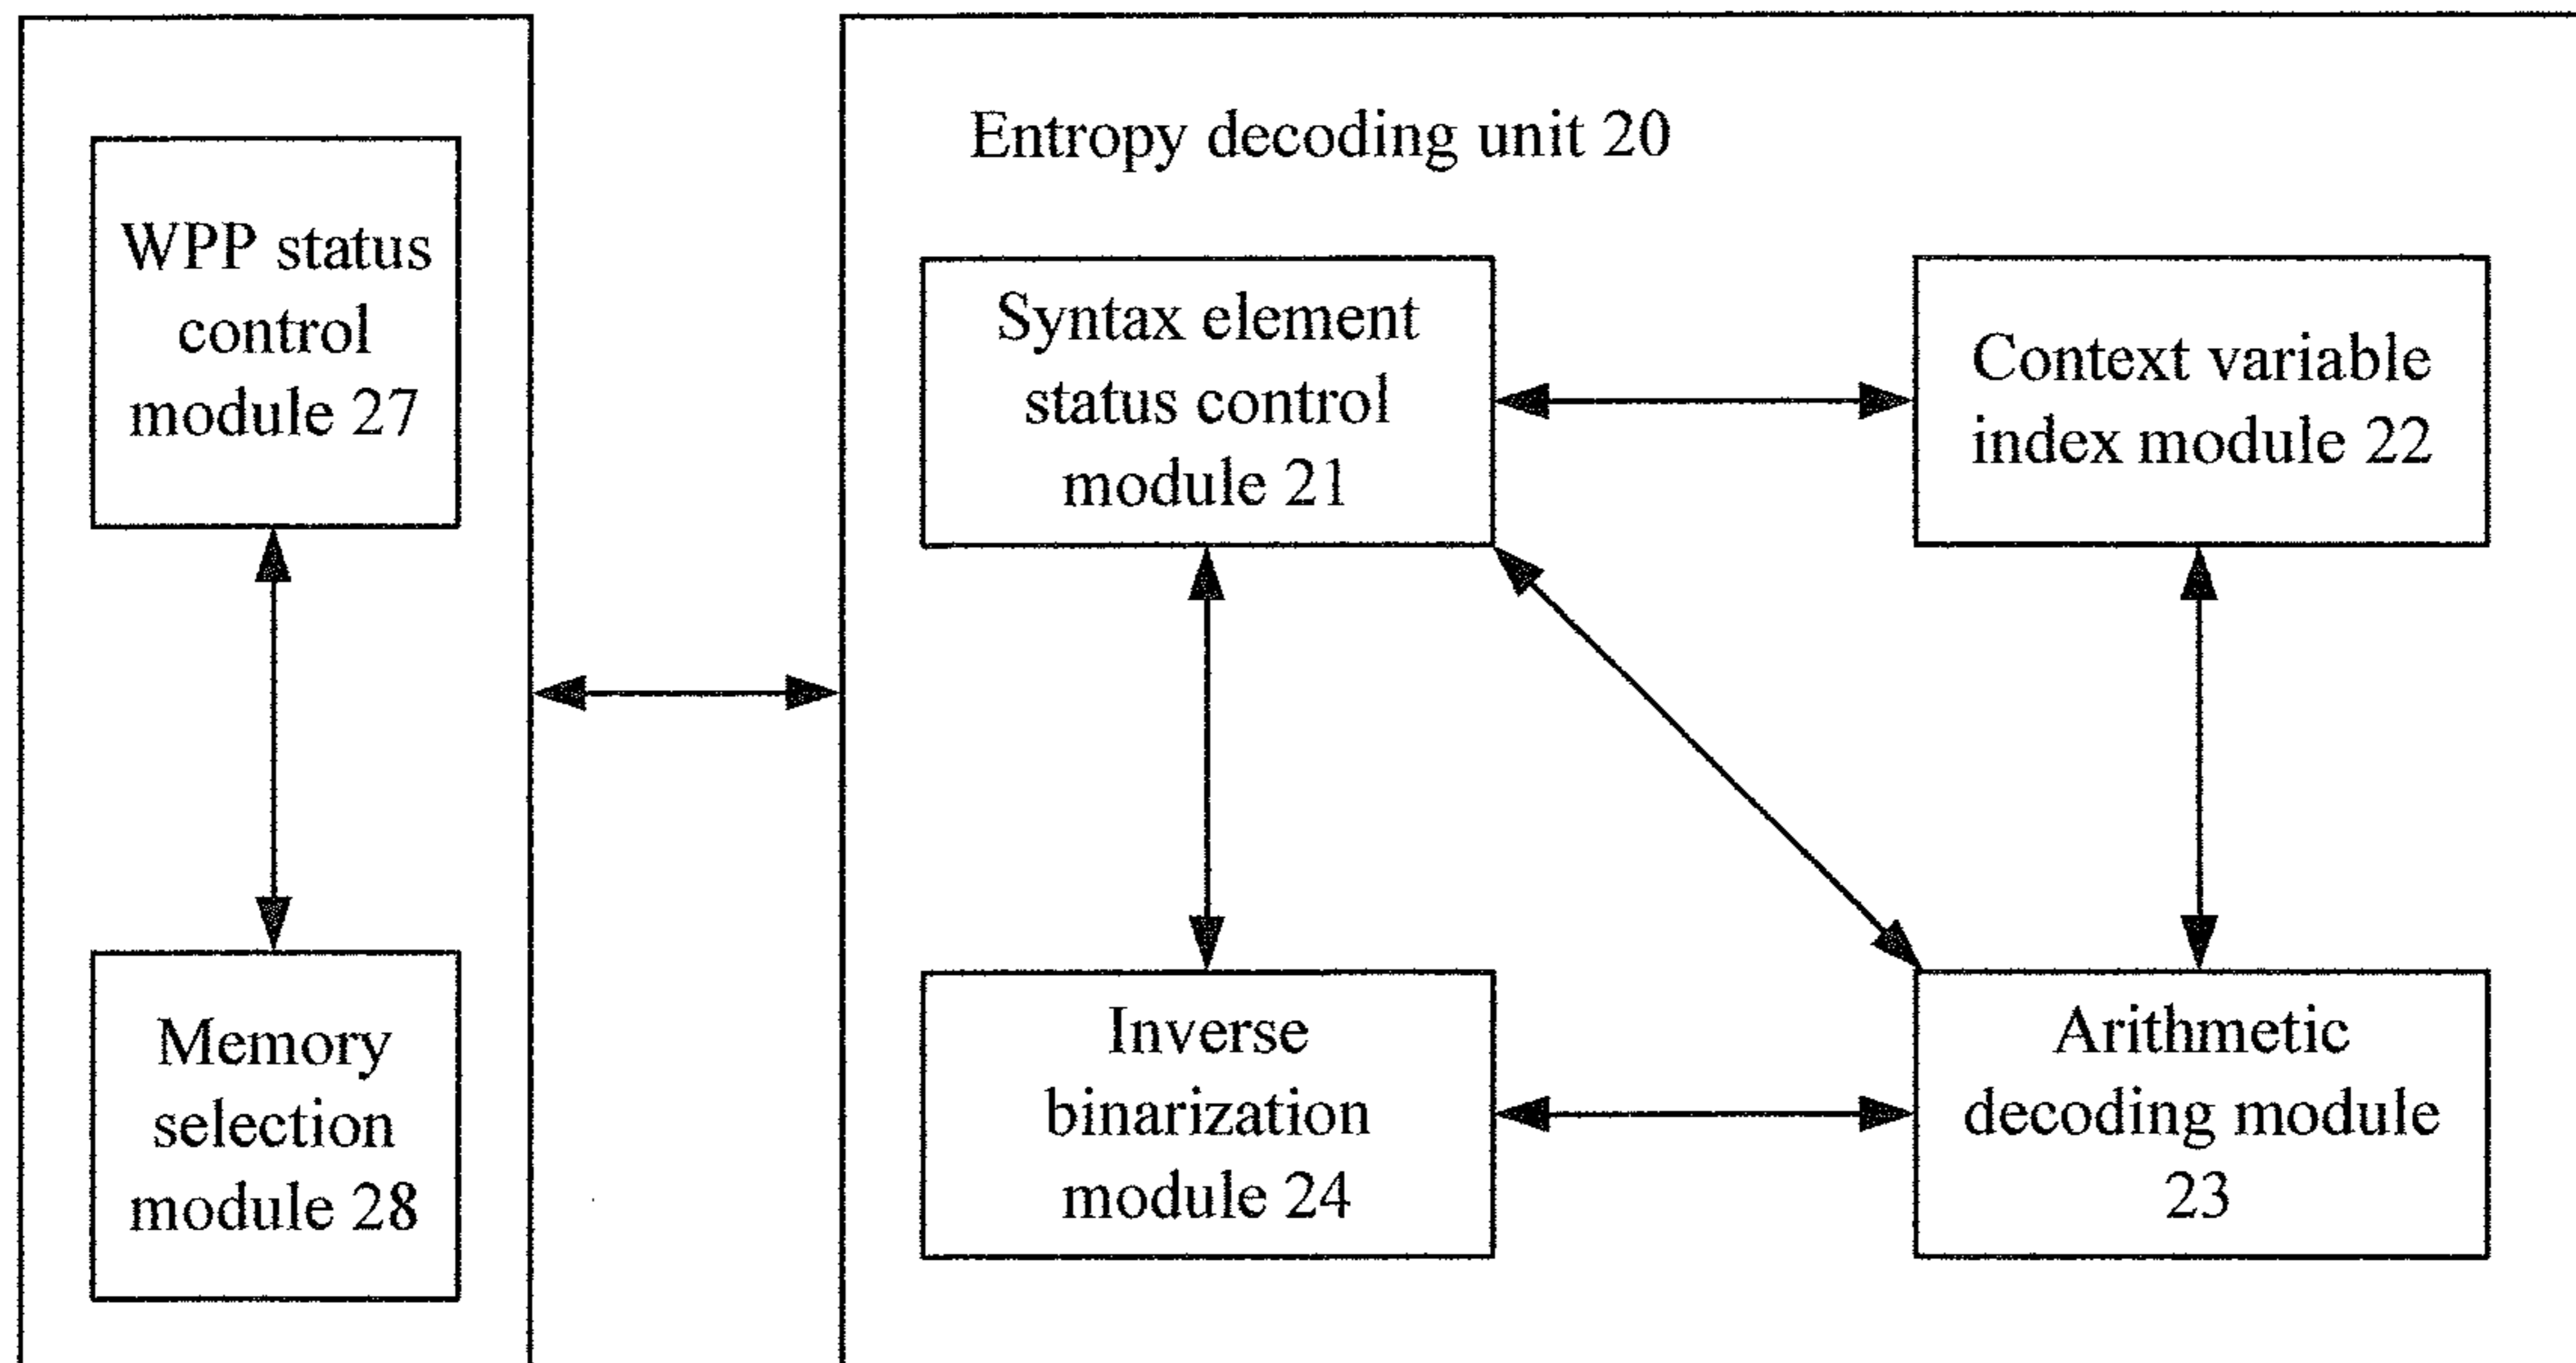 WPP status
control
module 27
Memory
selection
module 28
Entropy decoding unit 20
Syntax element
status control
module 21
Context variable
index module 22
Inverse
binarization
module 24
Arithmetic
decoding module
23